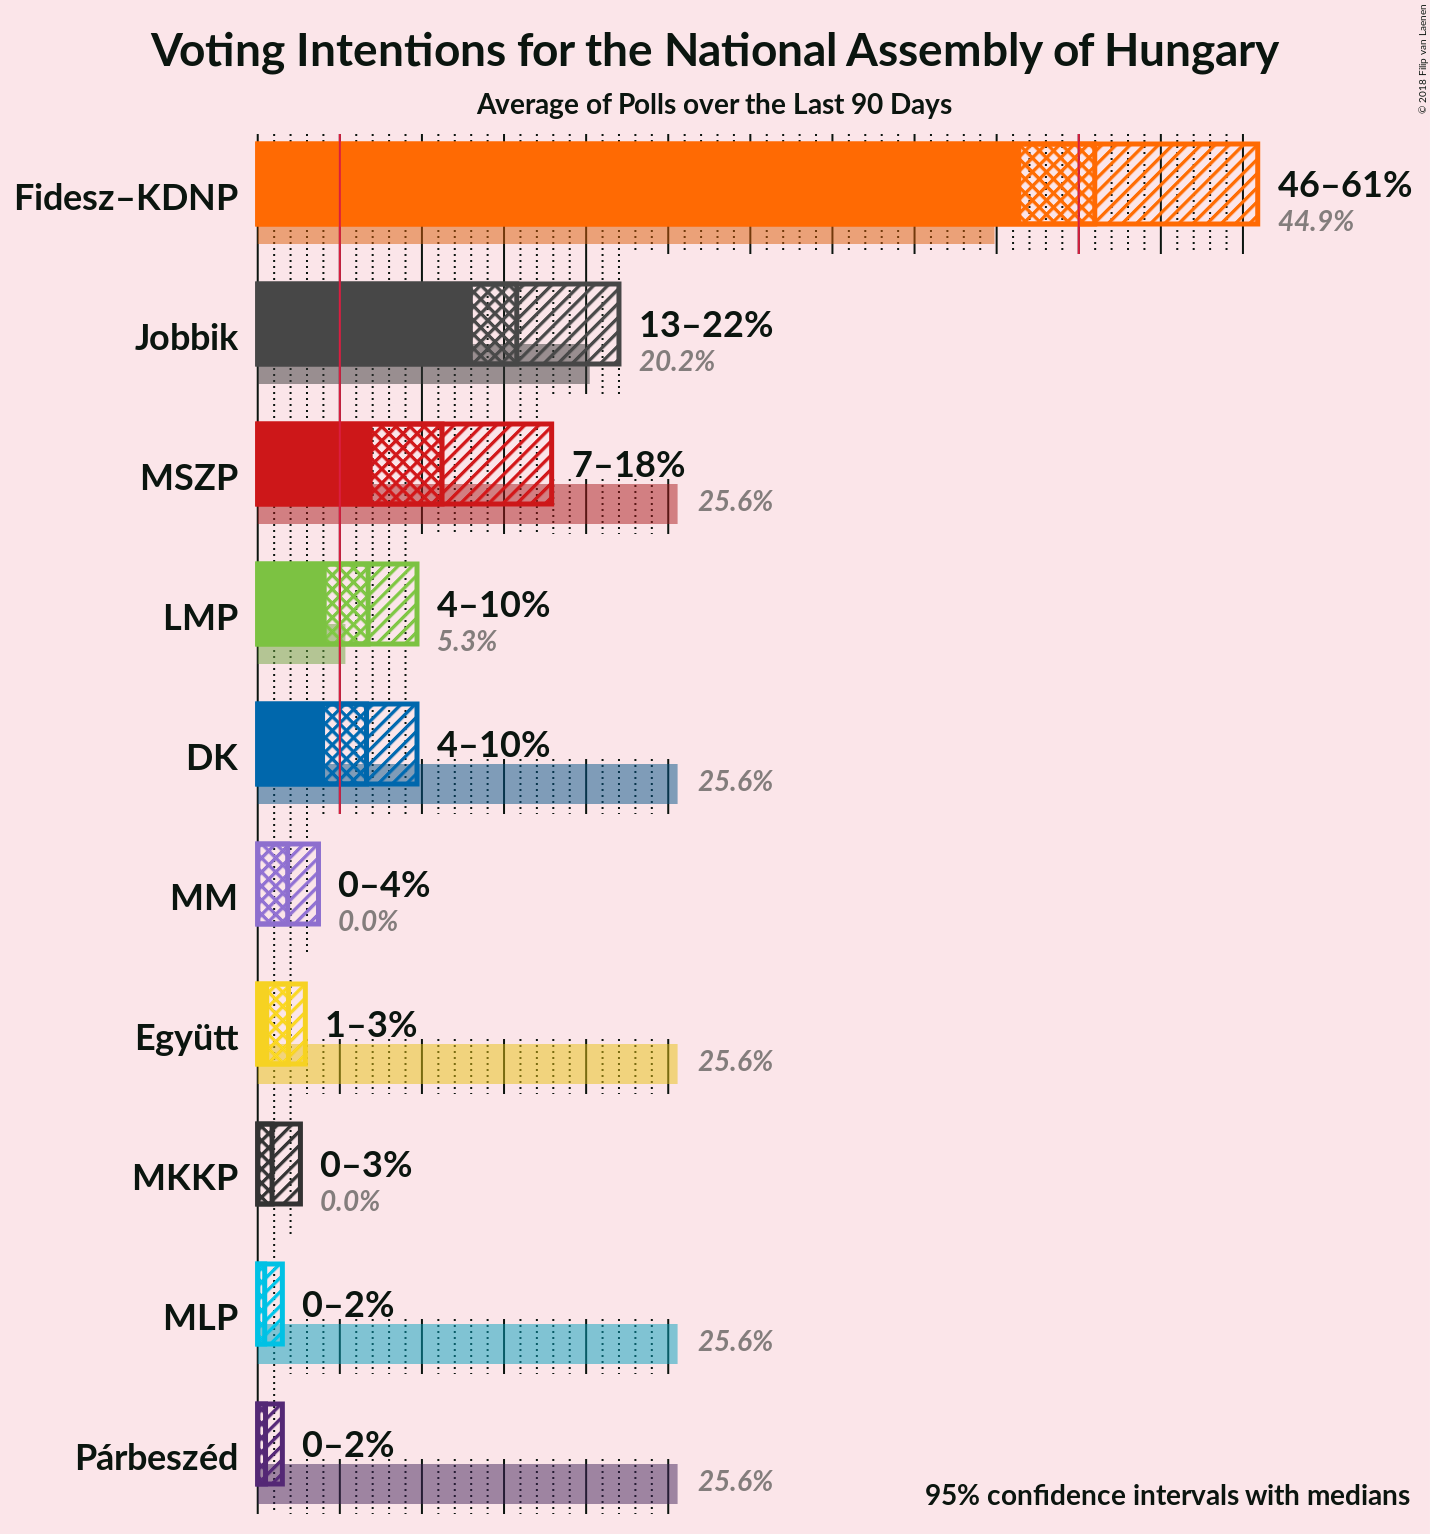 © 2018 Filip van Laenen
Voting Intentions for the National Assembly of Hungary
Average of Polls over the Last 90 Days
Fidesz–KDNP
46–61%
44.9%
Jobbik
13–22%
20.2%
MSZP
7–18%
25.6%
LMP
4–10%
5.3%
DK
4–10%
25.6%
MM
0–4%
0.0%
Együtt
1–3%
25.6%
MKKP
0–3%
0.0%
MLP
0–2%
25.6%
Párbeszéd
0–2%
25.6%
95% confidence intervals with medians